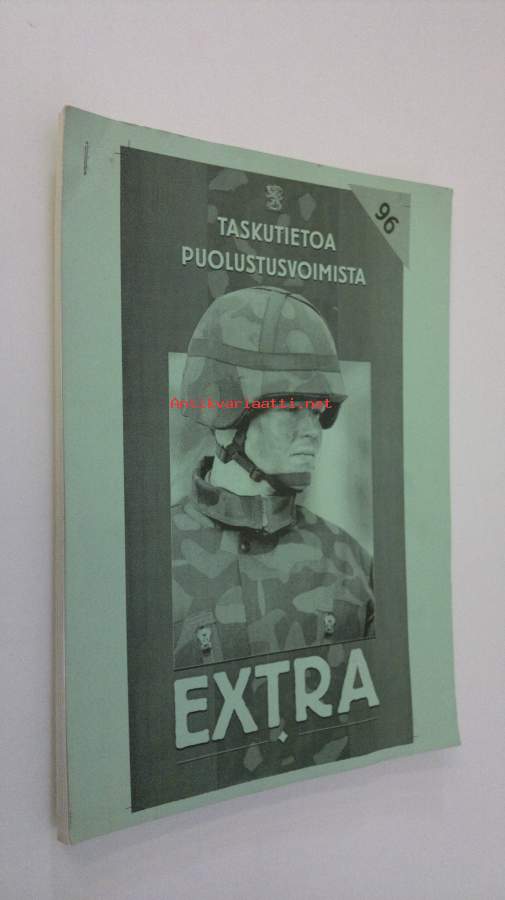 96
TASKUTIETOA
PUOLUSTUSVOIMISTA
Antikvariaatti.net
EXTRA